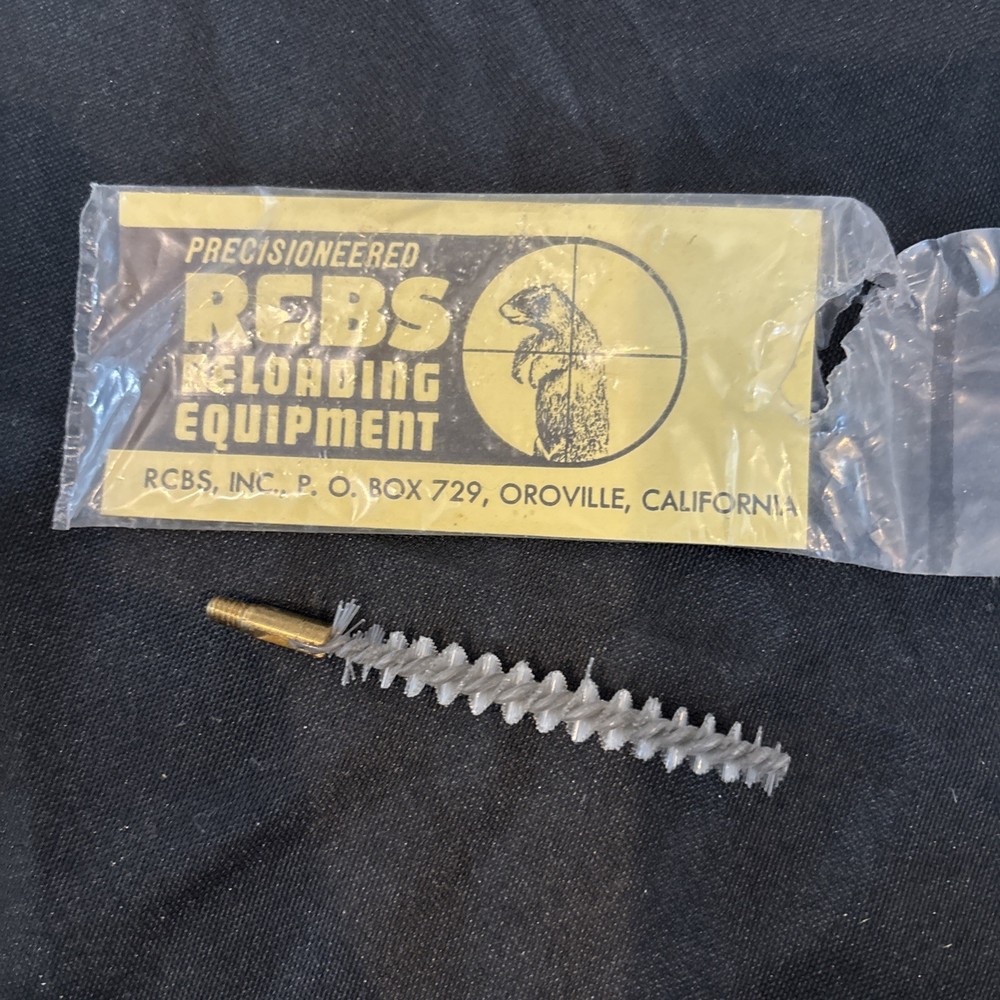 PRECISIONEERED
RCBS
RELOADING
EQUIPMENT
RCBS, INC., P. O. BOX 729, OROVILLE, CALIFORNIA